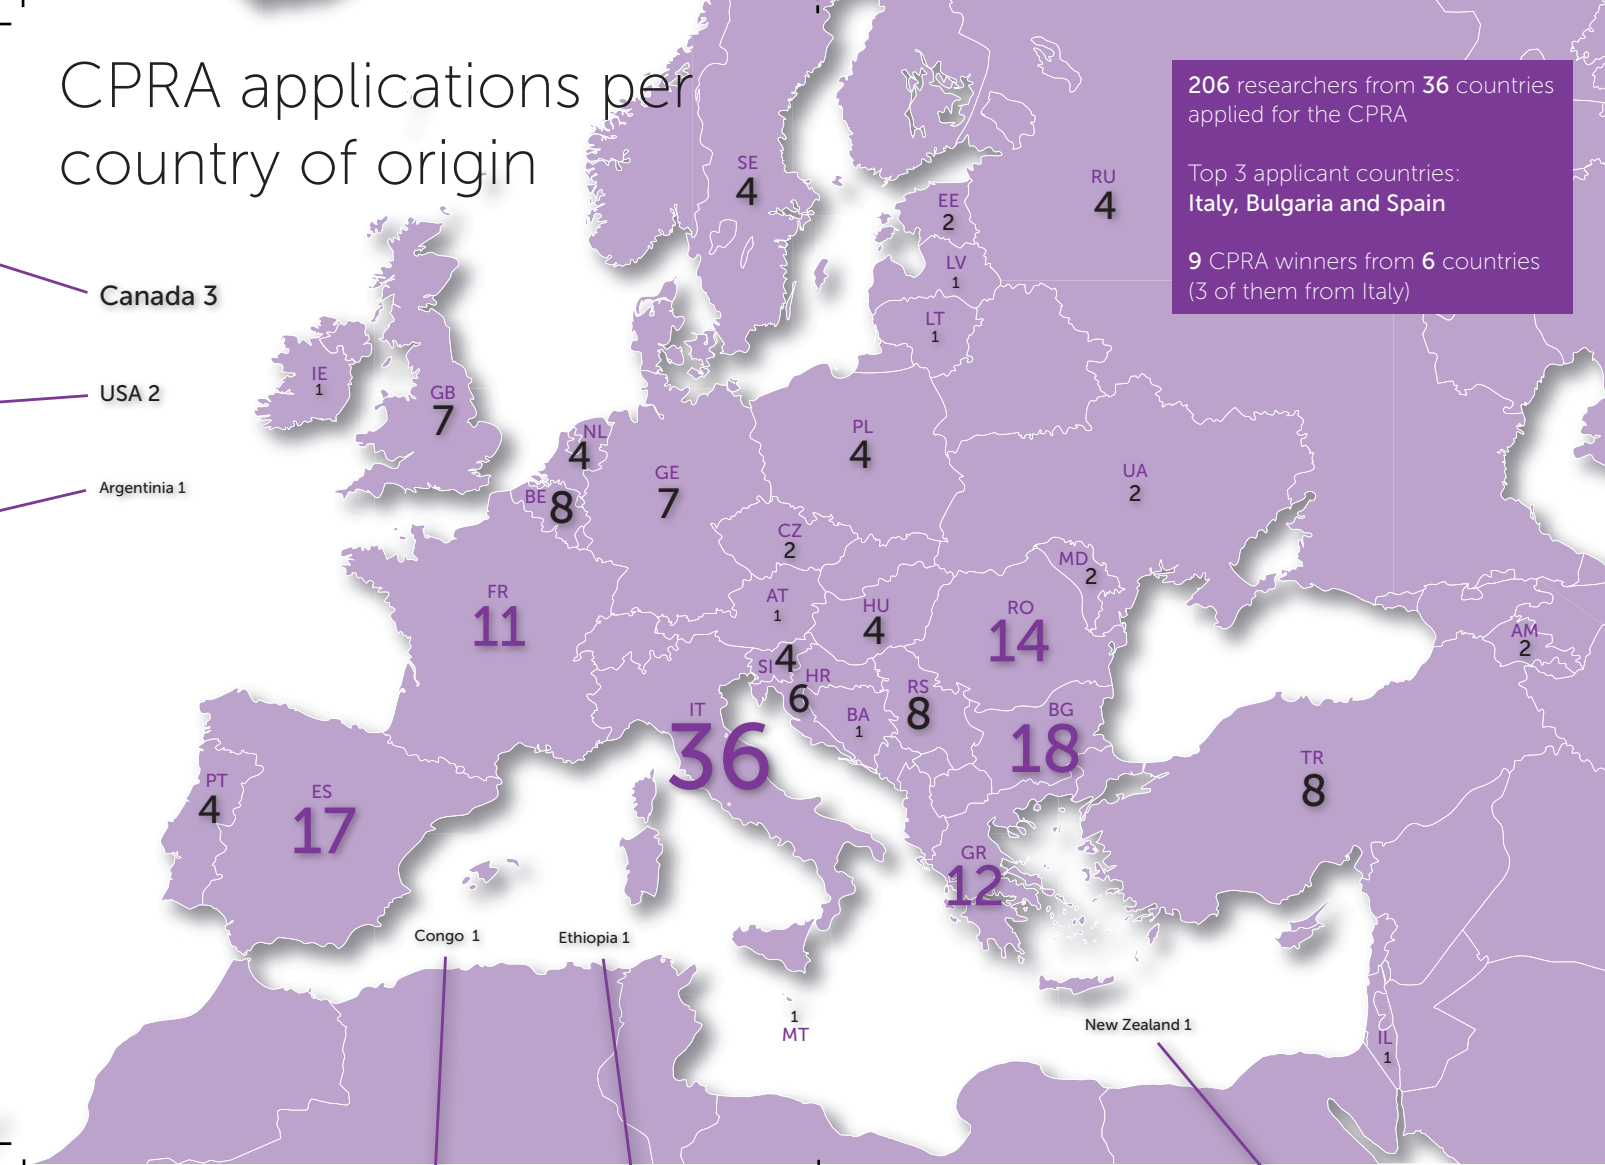 CPRA applications per
country of origin
206 researchers from 36 countries
applied for the CPRA
Top 3 applicant countries:
Italy, Bulgaria and Spain
9 CPRA winners from 6 countries
(3 of them from Italy)
SE
4
RU
4
EE
2
LV
1
LT
1
Canada 3
USA 2
Argentinia 1
IE
1
GB
7
NL
4
BE 8
GE
7
PL
4
UA
2
CZ
2
MD
2
FR
11
AT
1
HU
4
RO
14
AM
2
SI 4
HR
6
BA
1
RS
8
IT
36
BG
18
TR
8
PT
4
ES
17
GR
12
Congo 1
Ethiopia 1
1
MT
New Zealand 1
IL
1